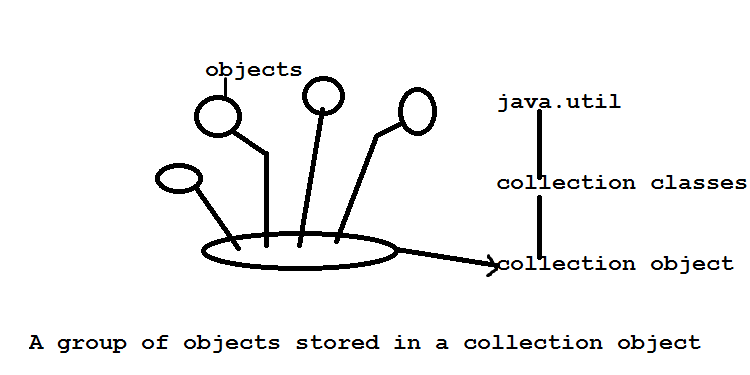 objects
java.util
collection classes
collection object
A group of objects stored in a collection object